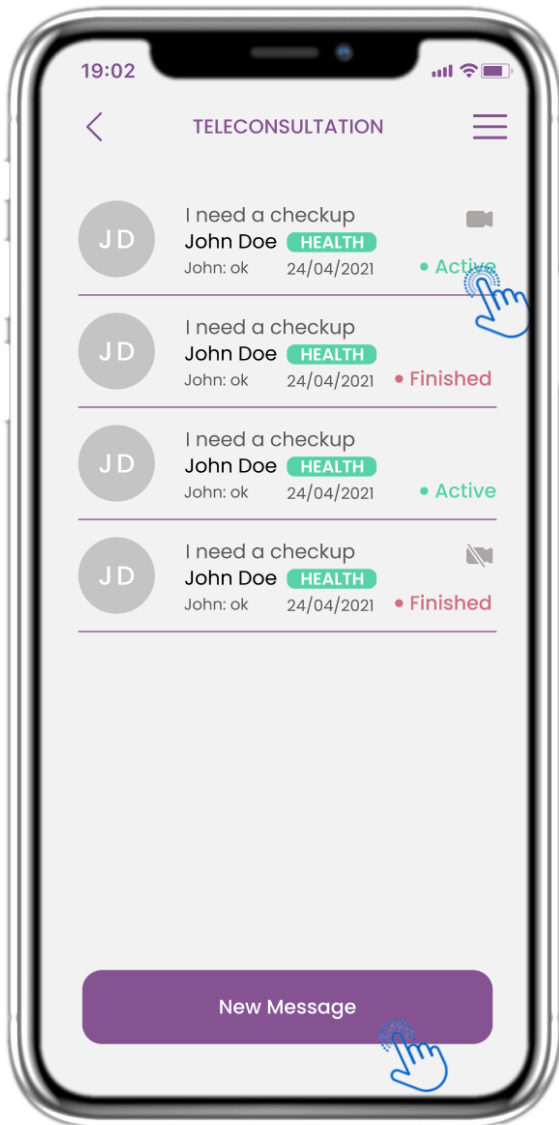 19:02
TELECONSULTATION
JD
I need a checkup
John Doe HEALTH
John: ok 24/04/2021 • Active
JD
I need a checkup
John Doe HEALTH
John: ok 24/04/2021 • Finished
JD
I need a checkup
John Doe HEALTH
John: ok 24/04/2021 • Active
JD
I need a checkup
John Doe HEALTH
John: ok 24/04/2021 • Finished
New Message